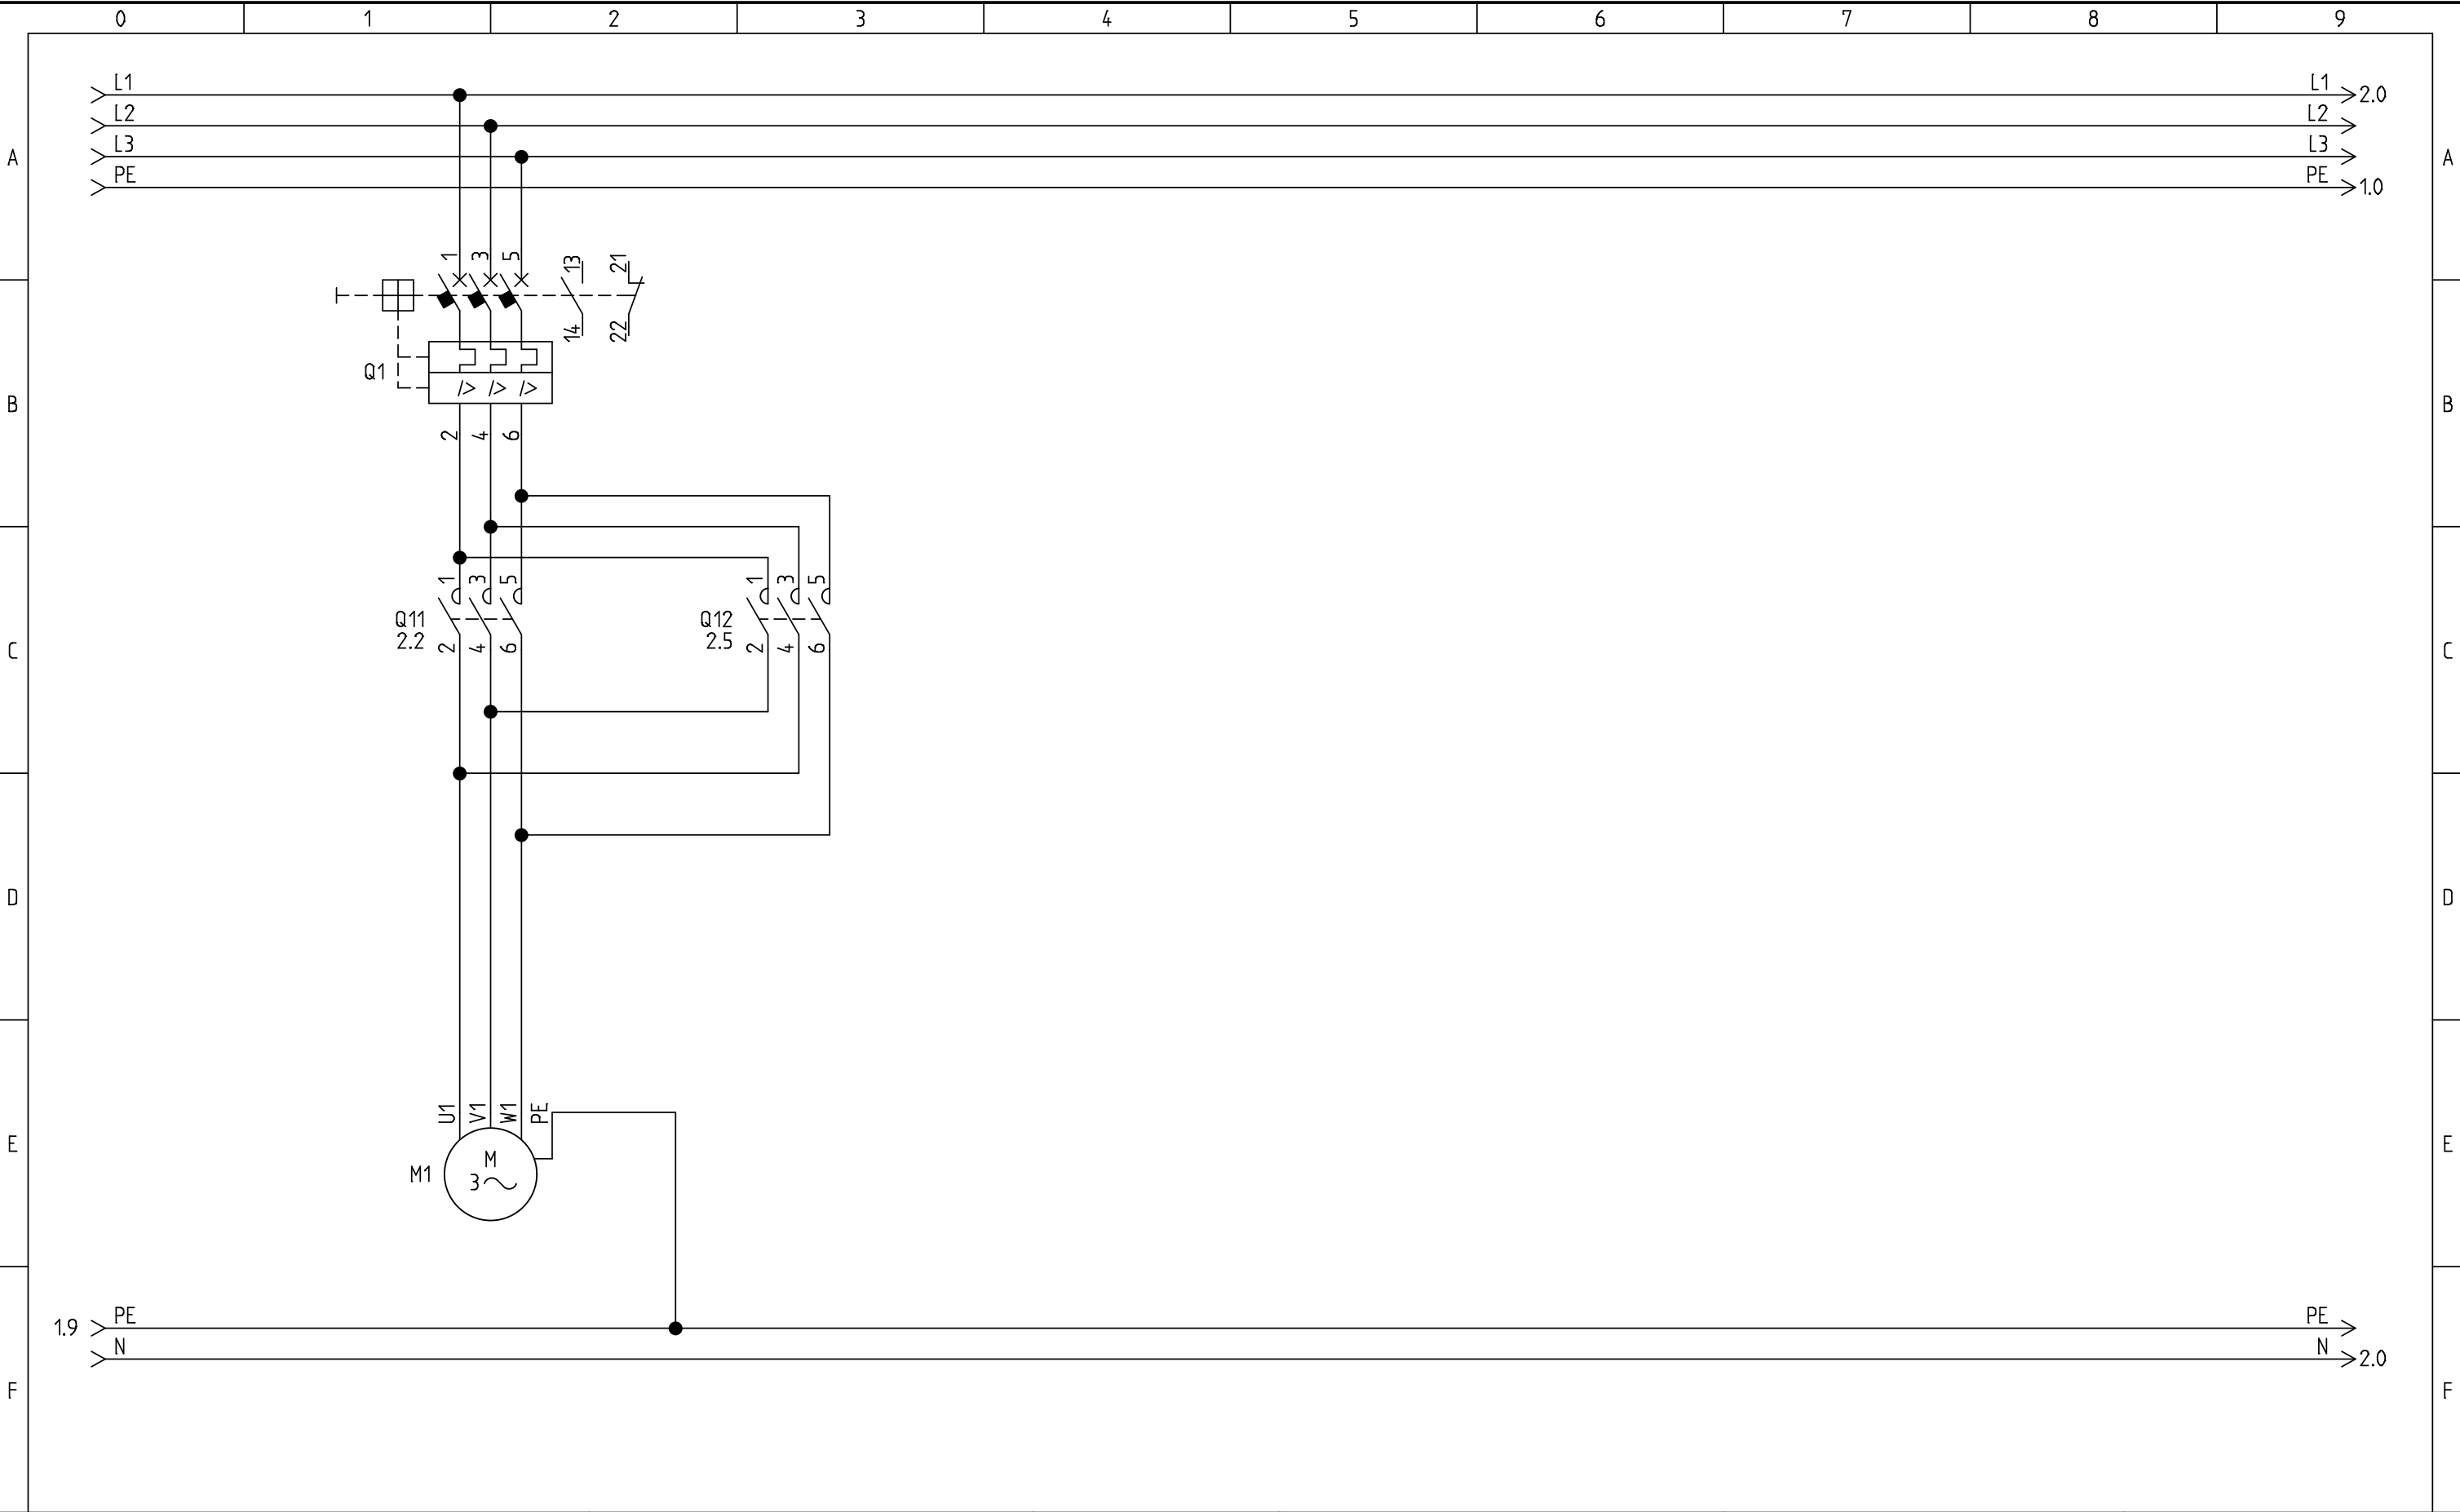 0 1 2 3 4 5 6 7 8 9
L1 L1 2.0
L2 L2
L3 L3
A A
PE PE 1.0
1 3 5 13 21
14 22
Q1
I> I> I>
B B
2 4 6
1 3 5 1 3 5
Q11 Q12
2.2 2.5
2 4 6 2 4 6
C C
D D
U1 V1 W1 PE
E E
M
M1
3~
PE PE
1.9
N N 2.0
F F